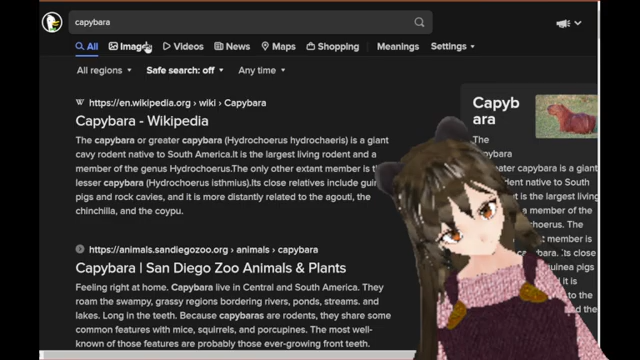 capybara
All Images Videos News Maps Shopping Meanings Settings
All regions Safe search: off Any time
W https://en.wikipedia.org › wiki › Capybara
Capybara - Wikipedia
The capybara or greater capybara (Hydrochoerus hydrochaeris) is a giant
cavy rodent native to South America.It is the largest living rodent and a
member of the genus Hydrochoerus.The only other extant member is the
lesser capybara (Hydrochoerus isthmius).Its close relatives include guin
pigs and rock cavies, and it is more distantly related to the agouti, the
chinchilla, and the coypu.
https://animals.sandiegozoo.org › animals › capybara
Capybara | San Diego Zoo Animals & Plants
Feeling right at home. Capybara live in Central and South America. They
roam the swampy, grassy regions bordering rivers, ponds, streams. and
lakes. Long in the teeth. Because capybaras are rodents, they share some
common features with mice, squirrels, and porcupines. The most well-
known of those features are probably those ever-growing front teeth.
Capyb
ara
The
capybara
greater capybara is a giant
rodent native to South
is the largest living
a member of the
member is
capybara. Its close
guinea pigs
it is
to the
and the